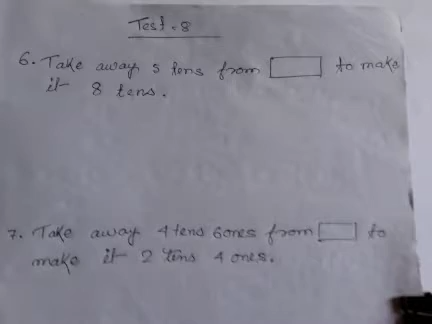 Test. 8
6. Take away 5 tens from to make
it 8 tens.
7. Take away 4 tens 6 ones from to
make it 2 tens 4 ones.